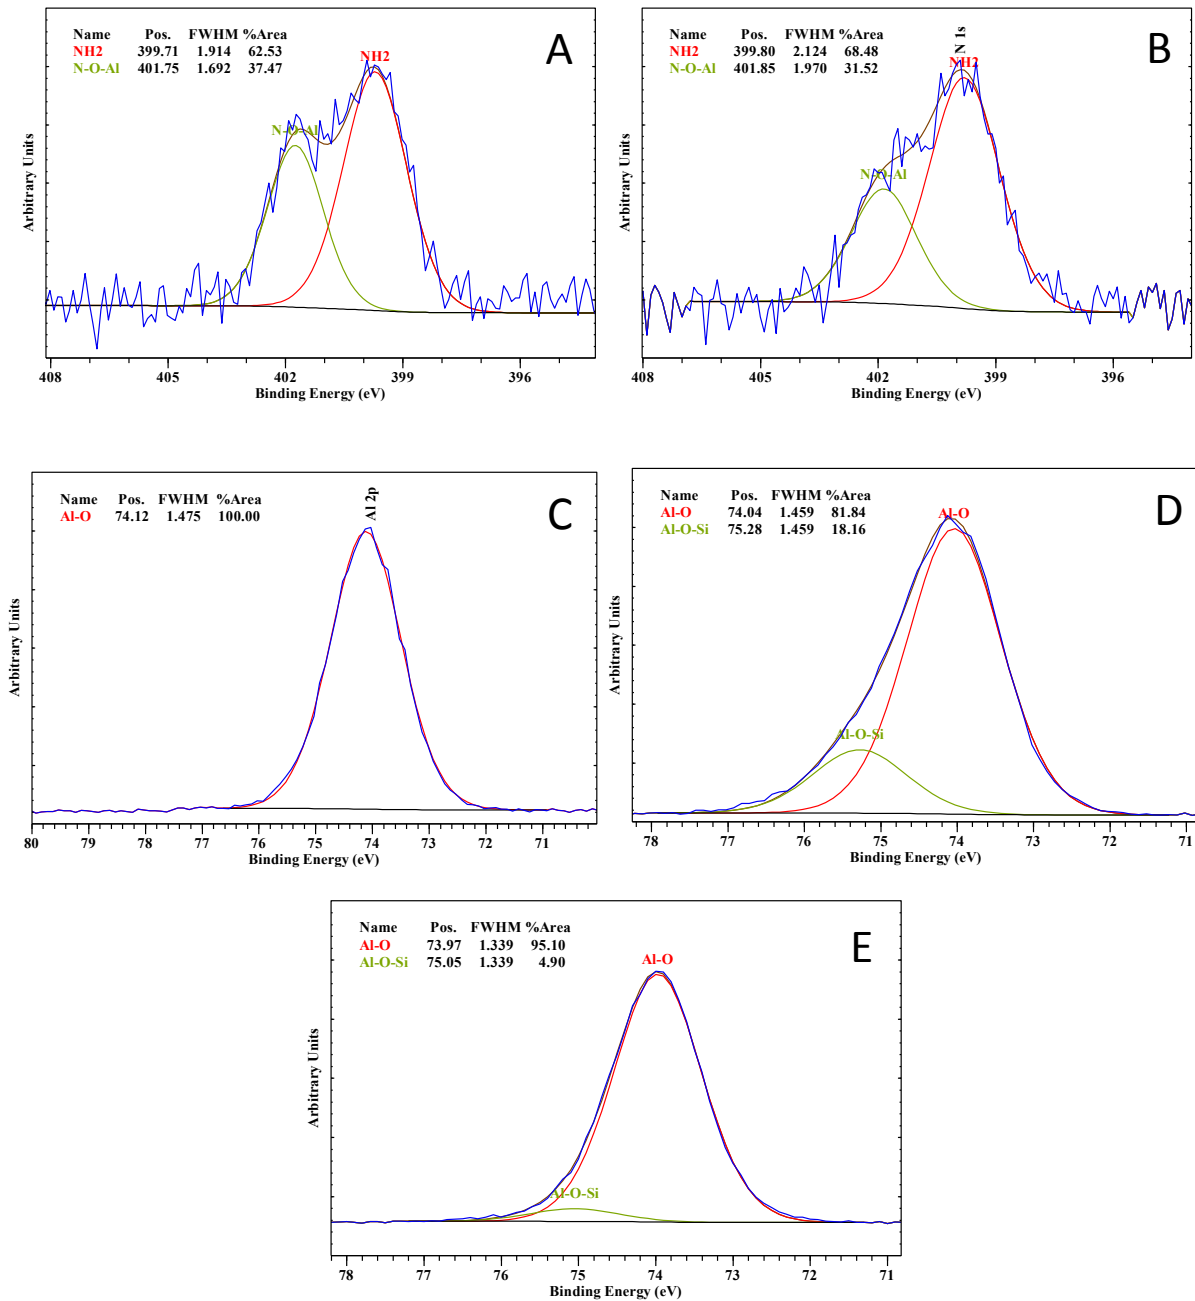 A
Name Pos. FWHM %Area
NH2 399.71 1.914 62.53
N-O-Al 401.75 1.692 37.47
NH2
N-O-Al
Arbitrary Units
408 405 402 399 396
Binding Energy (eV)
B
Name Pos. FWHM %Area
NH2 399.80 2.124 68.48
N-O-Al 401.85 1.970 31.52
N 1s
NH2
N-O-Al
Arbitrary Units
408 405 402 399 396
Binding Energy (eV)
C
Name Pos. FWHM %Area
Al-O 74.12 1.475 100.00
Al 2p
Arbitrary Units
80 79 78 77 76 75 74 73 72 71
Binding Energy (eV)
D
Name Pos. FWHM %Area
Al-O 74.04 1.459 81.84
Al-O-Si 75.28 1.459 18.16
Al-O
Al-O-Si
Arbitrary Units
78 77 76 75 74 73 72 71
Binding Energy (eV)
E
Name Pos. FWHM %Area
Al-O 73.97 1.339 95.10
Al-O-Si 75.05 1.339 4.90
Al-O
Al-O-Si
Arbitrary Units
78 77 76 75 74 73 72 71
Binding Energy (eV)